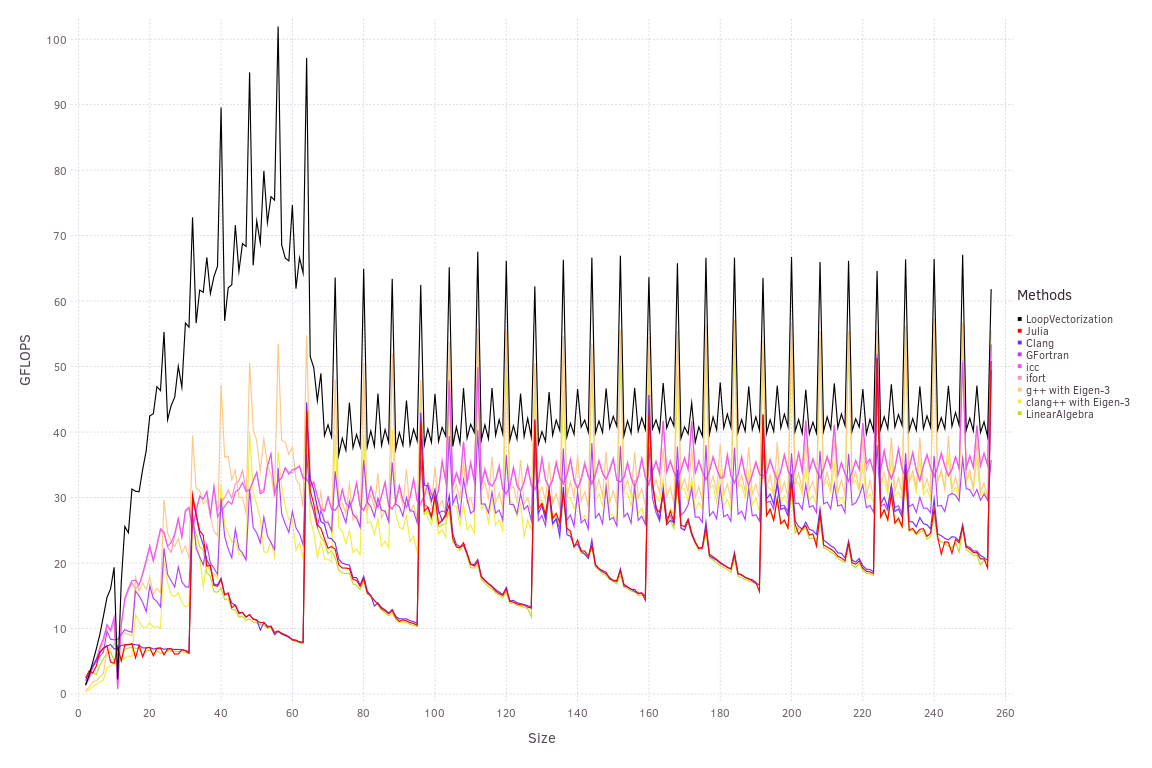 100
90
80
70
60
50
40
30
20
10
0
GFLOPS
0 20 40 60 80 100 120 140 160 180 200 220 240 260
Size
Methods
LoopVectorization
Julia
Clang
GFortran
icc
ifort
g++ with Eigen-3
clang++ with Eigen-3
LinearAlgebra